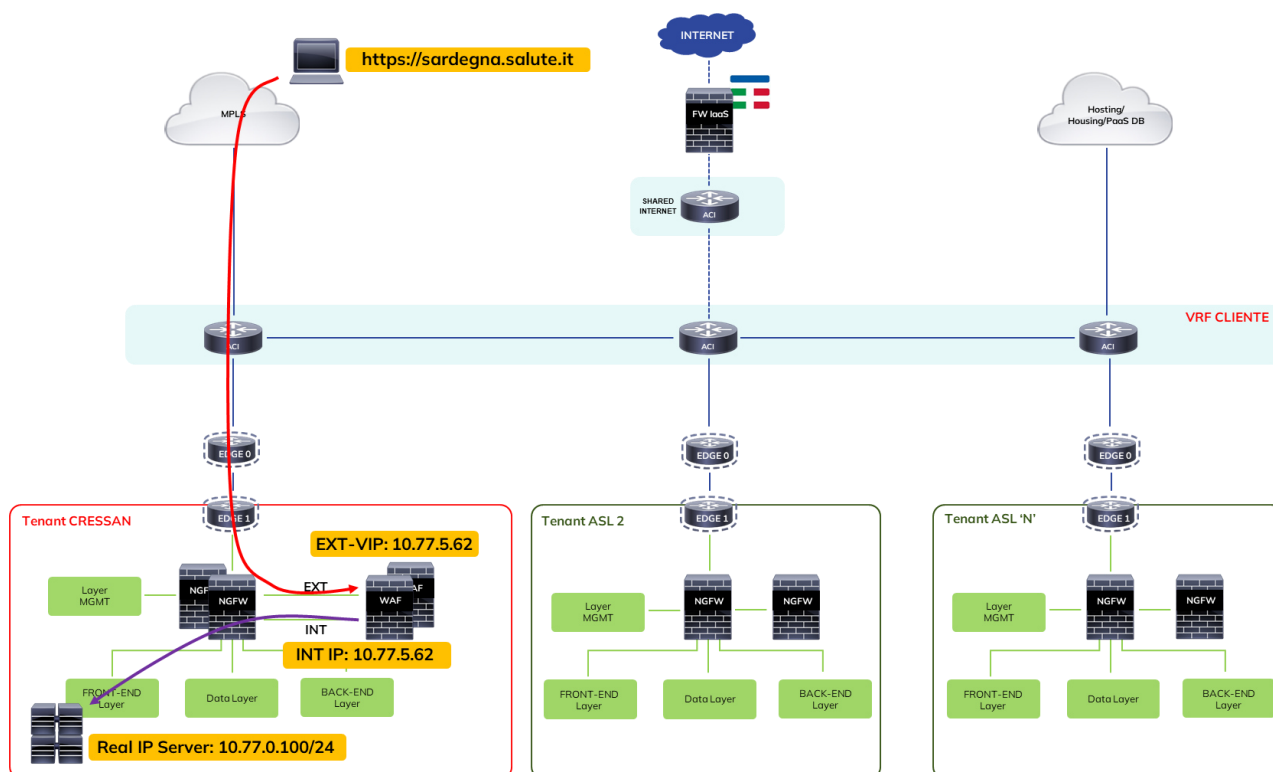 INTERNET
https://sardegna.salute.it
MPLS
FW IaaS
Hosting/
Housing/PaaS DB
SHARED
INTERNET
ACI
VRF CLIENTE
ACI
ACI
ACI
EDGE 0
EDGE 0
EDGE 0
EDGE 1
EDGE 1
EDGE 1
Tenant CRESSAN
EXT-VIP: 10.77.5.62
Layer
MGMT
NGF
NGFW
EXT
AF
WAF
INT
INT IP: 10.77.5.62
FRONT-END
Layer
Data Layer
BACK-END
Layer
Real IP Server: 10.77.0.100/24
Tenant ASL 2
Layer
MGMT
NGFW
NGFW
FRONT-END
Layer
Data Layer
BACK-END
Layer
Tenant ASL ‘N’
Layer
MGMT
NGFW
NGFW
FRONT-END
Layer
Data Layer
BACK-END
Layer